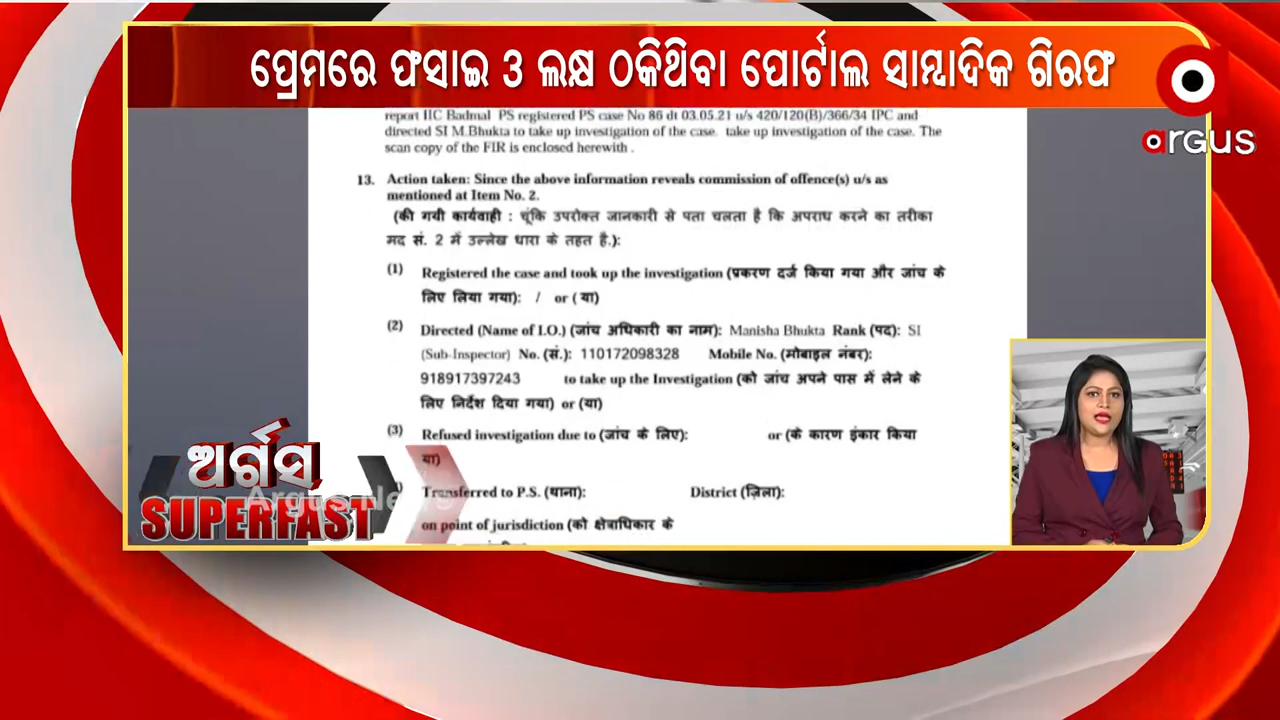 ପ୍ରେମରେ ଫସାଇ ୩ ଲକ୍ଷ ଠକିଥିବା ପୋର୍ଟାଲ ସାମ୍ବାଦିକ ଗିରଫ
argus
report IIC Badmal PS registered PS case No 86 dt 03.05.21 u/s 420/120(B)/366/34 IPC and
directed SI M.Bhukta to take up investigation of the case. take up investigation of the case. The
scan copy of the FIR is enclosed herewith .
13. Action taken: Since the above information reveals commission of offence(s) u/s as
mentioned at Item No. 2.
(की गयी कार्यवाही : चूंकि उपरोक्त जानकारी से पता चलता है कि अपराध करने का तरीका
मद सं. 2 में उल्लेख धारा के तहत है.):
(1) Registered the case and took up the investigation (प्रकरण दर्ज किया गया और जांच के
लिए लिया गया): / or ( या)
(2) Directed (Name of I.O.) (जांच अधिकारी का नाम): Manisha Bhukta Rank (पद): SI
(Sub-Inspector) No. (सं.): 110172098328 Mobile No. (मोबाइल नंबर):
918917397243 to take up the Investigation (को जांच अपने पास में लेने के
लिए निर्देश दिया गया) or (या)
(3) Refused investigation due to (जांच के लिए): or (के कारण इंकार किया
या)
) Transferred to P.S. (थाना): District (ज़िला):
on point of jurisdiction (को क्षेत्राधिकार के
ଅର୍ଗସ୍
Argus News
SUPERFAST